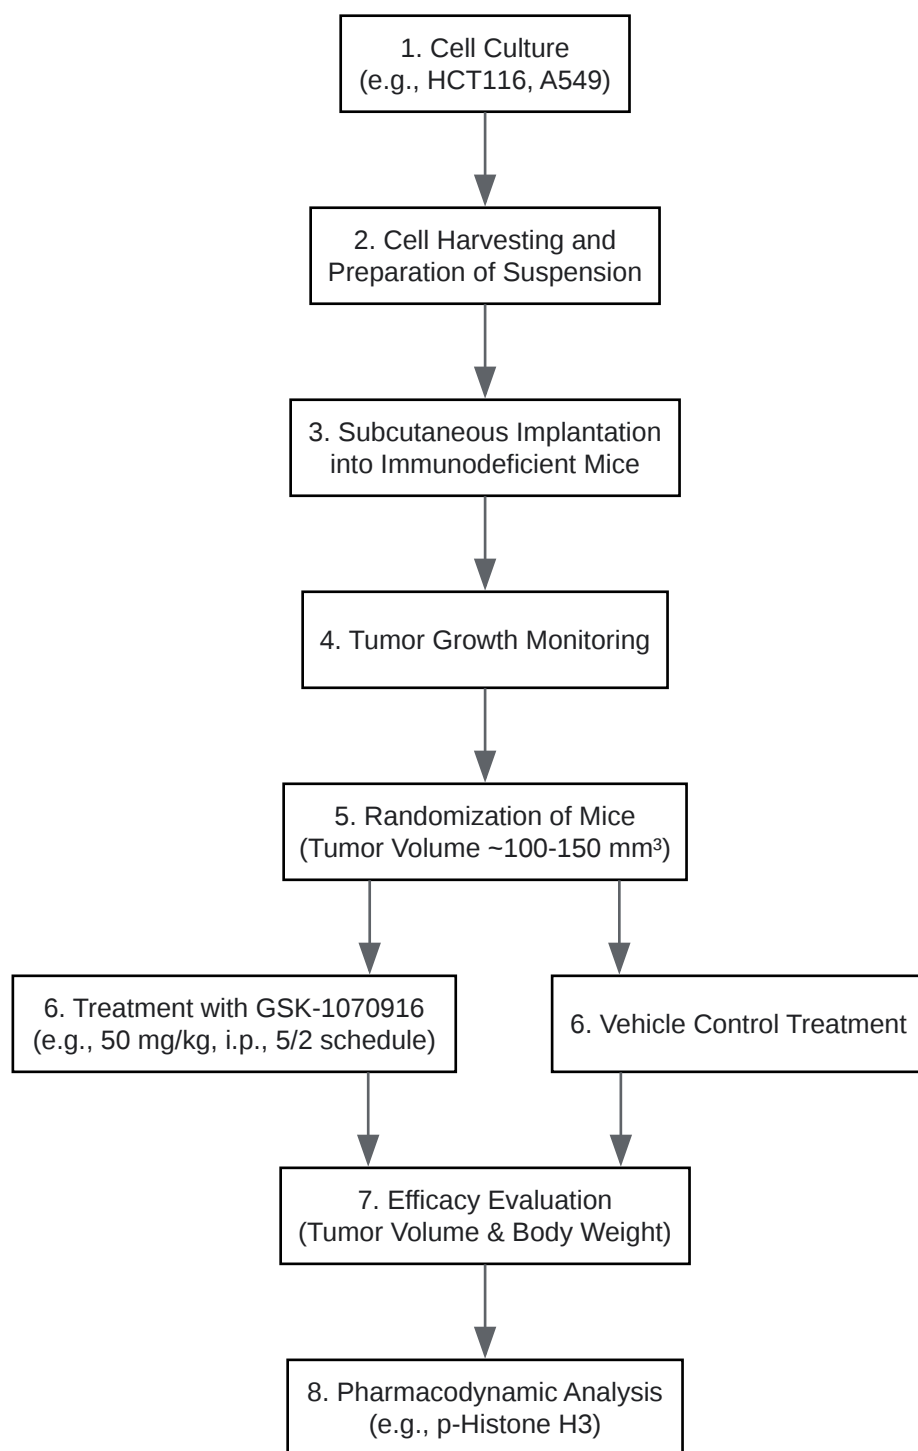 1. Cell Culture
(e.g., HCT116, A549)
2. Cell Harvesting and
Preparation of Suspension
3. Subcutaneous Implantation
into Immunodeficient Mice
4. Tumor Growth Monitoring
5. Randomization of Mice
(Tumor Volume ~100-150 mm³)
6. Treatment with GSK-1070916
(e.g., 50 mg/kg, i.p., 5/2 schedule)
6. Vehicle Control Treatment
7. Efficacy Evaluation
(Tumor Volume & Body Weight)
8. Pharmacodynamic Analysis
(e.g., p-Histone H3)